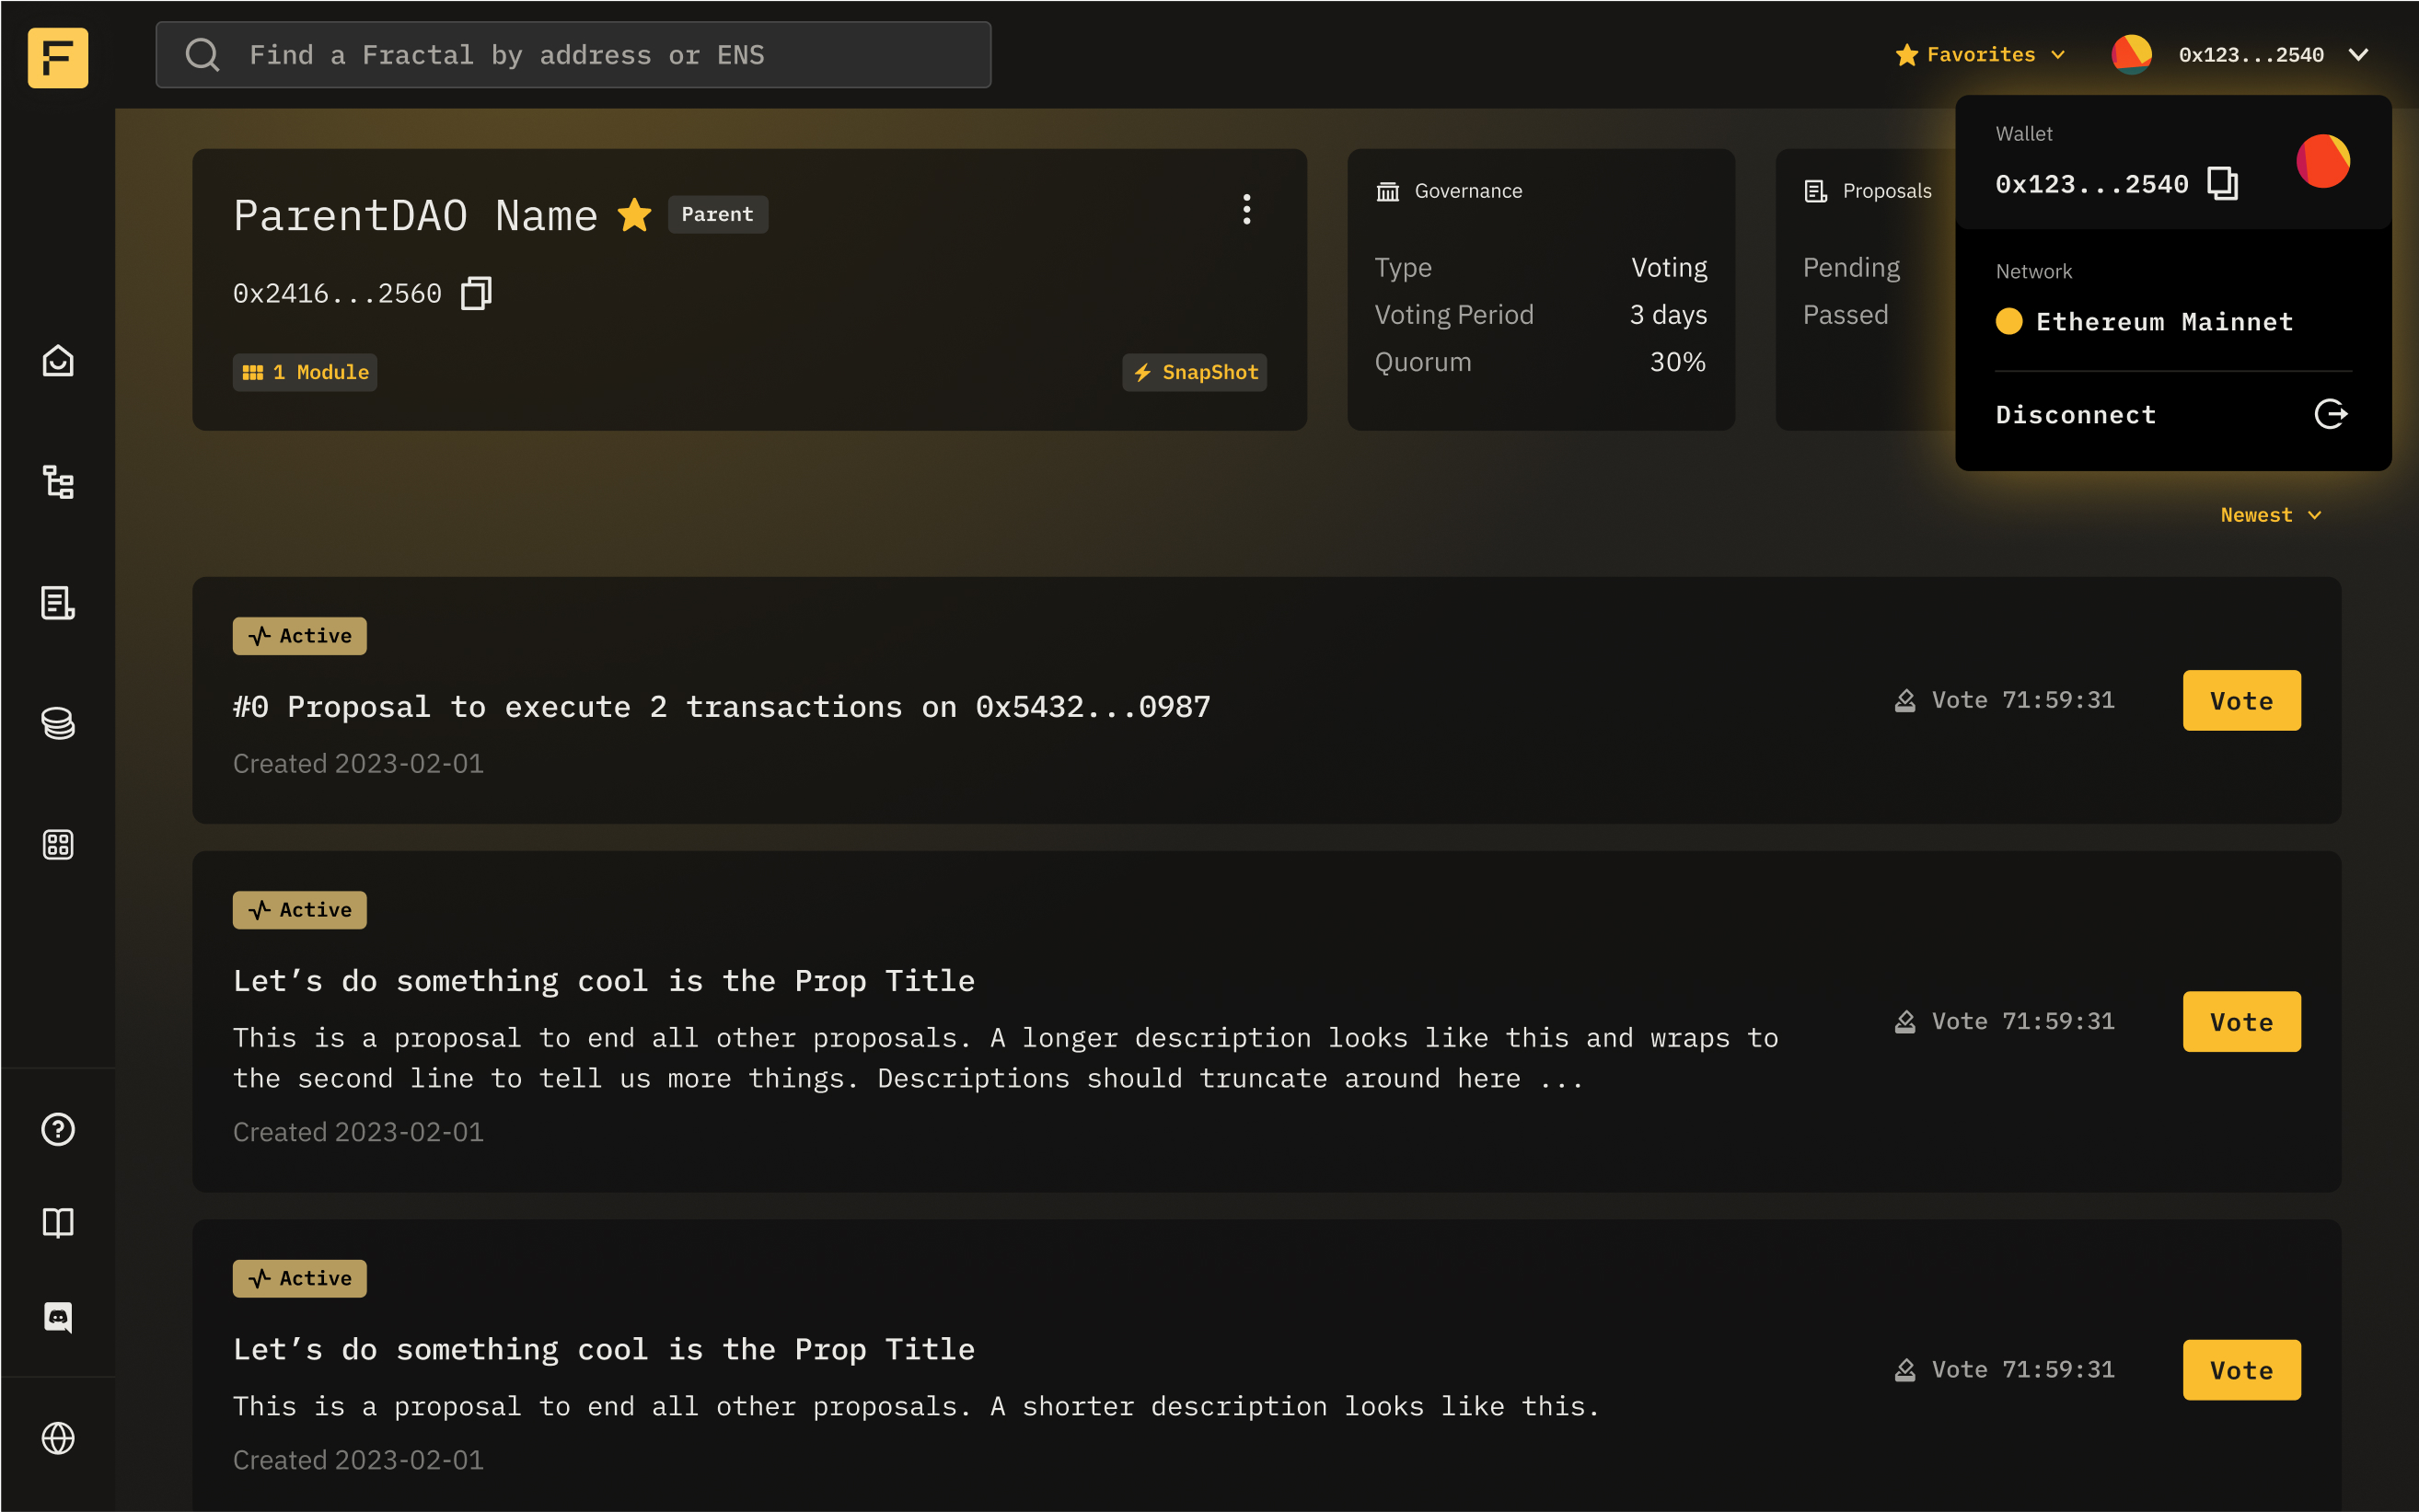 F
Find a Fractal by address or ENS
Favorites
0x123...2540
Wallet
0x123...2540
Network
Ethereum Mainnet
Disconnect
ParentDAO Name
Parent
0x2416...2560
1 Module
SnapShot
Governance
Type Voting
Voting Period 3 days
Quorum 30%
Proposals
Pending
Passed
Newest
Active
#0 Proposal to execute 2 transactions on 0x5432...0987
Created 2023-02-01
Vote 71:59:31
Vote
Active
Let’s do something cool is the Prop Title
This is a proposal to end all other proposals. A longer description looks like this and wraps to
the second line to tell us more things. Descriptions should truncate around here ...
Created 2023-02-01
Vote 71:59:31
Vote
Active
Let’s do something cool is the Prop Title
This is a proposal to end all other proposals. A shorter description looks like this.
Created 2023-02-01
Vote 71:59:31
Vote